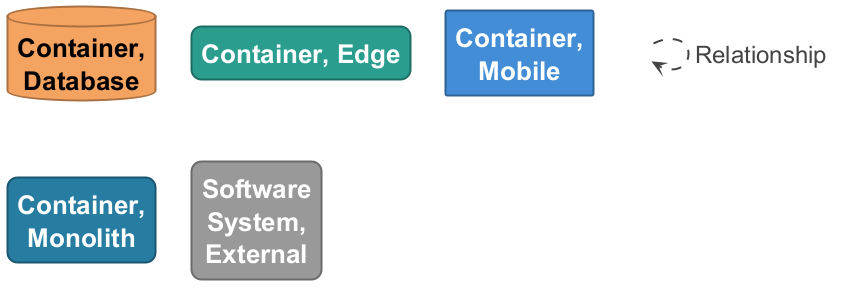 Container,
Database
Container, Edge
Container,
Mobile
Relationship
Container,
Monolith
Software
System,
External